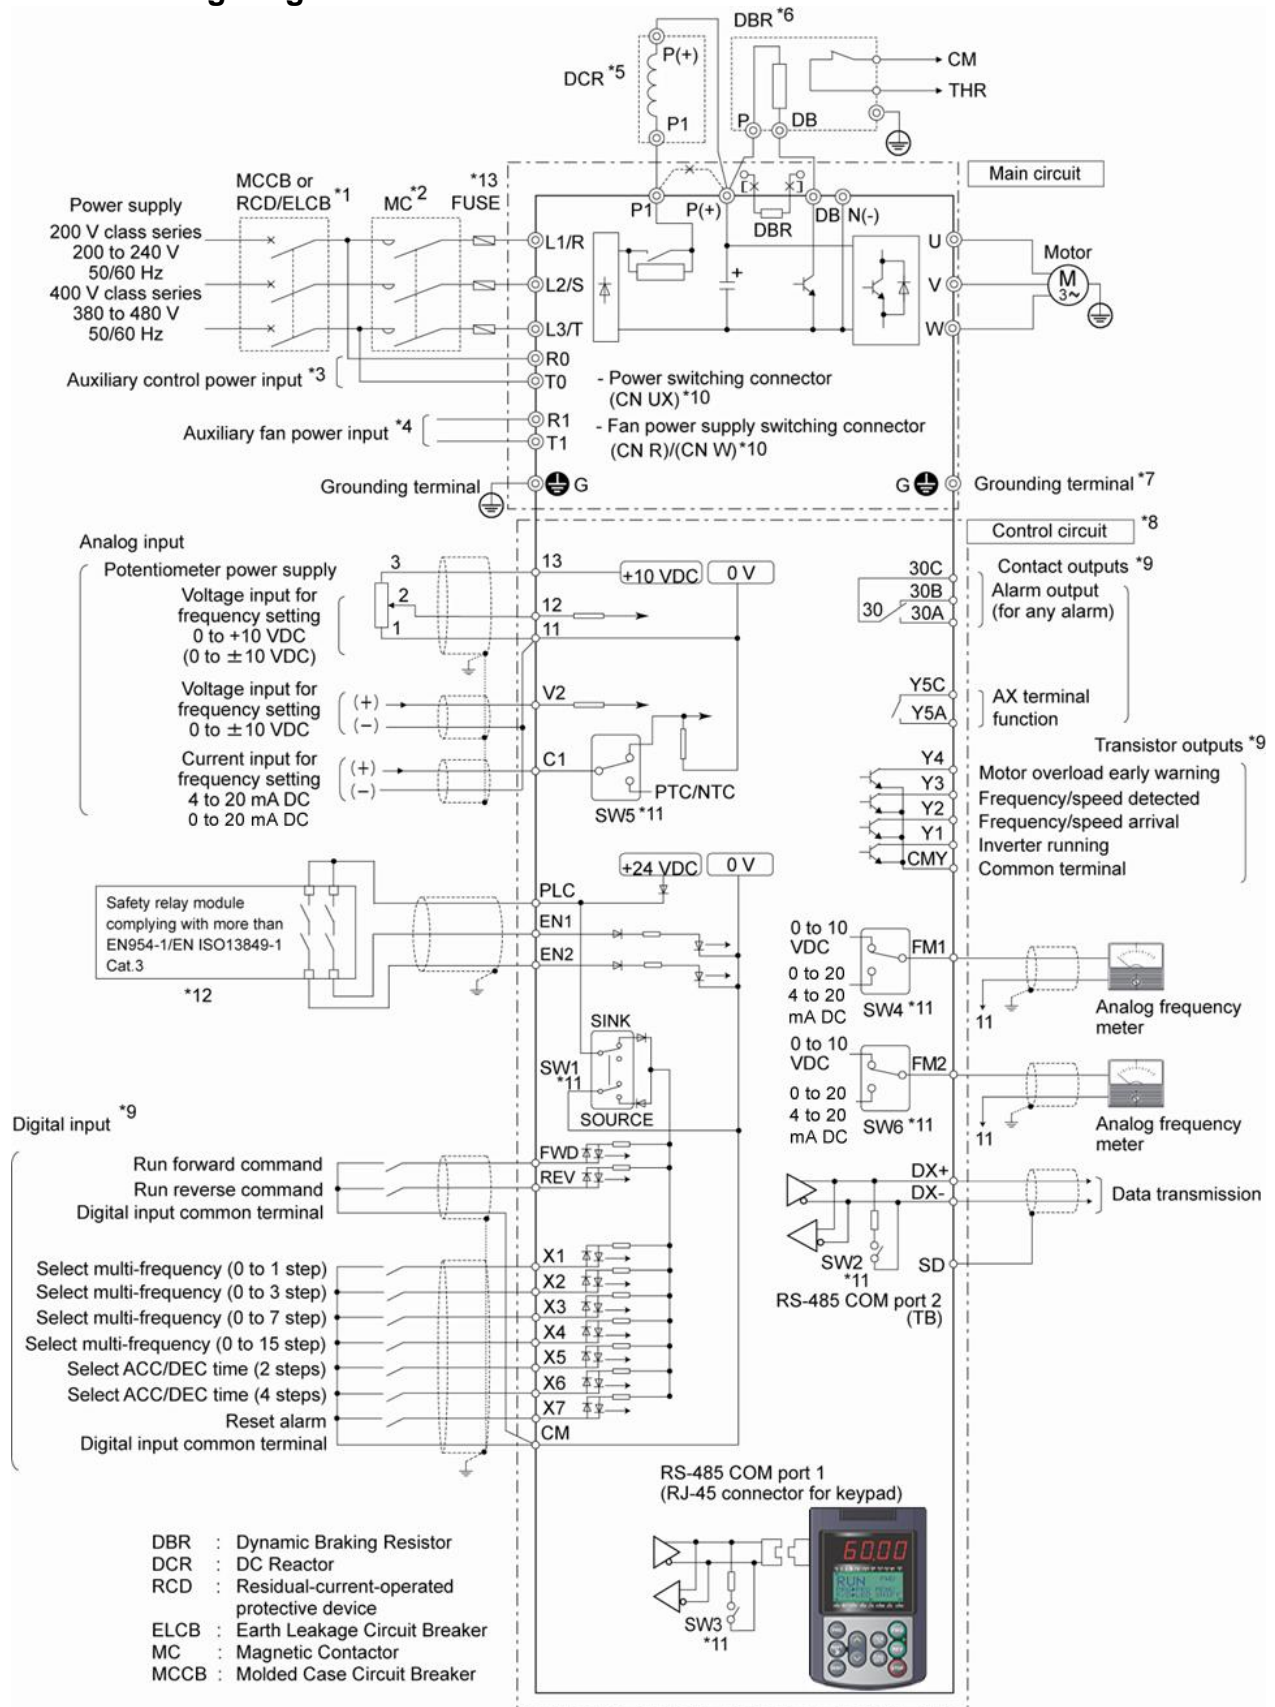 DBR *6
P(+)
DCR *5
CM
THR
P1
P
DB
Main circuit
MCCB or
RCD/ELCB *1
MC *2
*13
FUSE
Power supply
200 V class series
200 to 240 V
50/60 Hz
400 V class series
380 to 480 V
50/60 Hz
P1
P(+)
DBR
DB
N(-)
L1/R
L2/S
L3/T
R0
T0
+
U
V
W
Motor
M
3~
Auxiliary control power input *3
- Power switching connector
(CN UX) *10
R1
T1
Auxiliary fan power input *4
- Fan power supply switching connector
(CN R)/(CN W)*10
Grounding terminal
G
G
Grounding terminal *7
Control circuit *8
Analog input
Potentiometer power supply
Voltage input for
frequency setting
0 to +10 VDC
(0 to ±10 VDC)
3
2
1
13
12
11
+10 VDC
0 V
Voltage input for
frequency setting
0 to ±10 VDC
(+)
(-)
V2
Current input for
frequency setting
4 to 20 mA DC
0 to 20 mA DC
(+)
(-)
C1
PTC/NTC
SW5 *11
30C
30B
30A
30
Contact outputs *9
Alarm output
(for any alarm)
Y5C
Y5A
AX terminal
function
Transistor outputs *9
Y4
Y3
Y2
Y1
CMY
Motor overload early warning
Frequency/speed detected
Frequency/speed arrival
Inverter running
Common terminal
+24 VDC
0 V
Safety relay module
complying with more than
EN954-1/EN ISO13849-1
Cat.3
*12
PLC
EN1
EN2
SINK
SW1
*11
SOURCE
0 to 10
VDC
0 to 20
4 to 20
mA DC
SW4 *11
FM1
11
Analog frequency
meter
0 to 10
VDC
0 to 20
4 to 20
mA DC
SW6 *11
FM2
11
Analog frequency
meter
Digital input *9
Run forward command
Run reverse command
Digital input common terminal
FWD
REV
DX+
DX-
Data transmission
SW2
*11
SD
RS-485 COM port 2
(TB)
Select multi-frequency (0 to 1 step)
Select multi-frequency (0 to 3 step)
Select multi-frequency (0 to 7 step)
Select multi-frequency (0 to 15 step)
Select ACC/DEC time (2 steps)
Select ACC/DEC time (4 steps)
Reset alarm
Digital input common terminal
X1
X2
X3
X4
X5
X6
X7
CM
RS-485 COM port 1
(RJ-45 connector for keypad)
SW3
*11
60.00
RUN
DBR : Dynamic Braking Resistor
DCR : DC Reactor
RCD : Residual-current-operated
protective device
ELCB : Earth Leakage Circuit Breaker
MC : Magnetic Contactor
MCCB : Molded Case Circuit Breaker